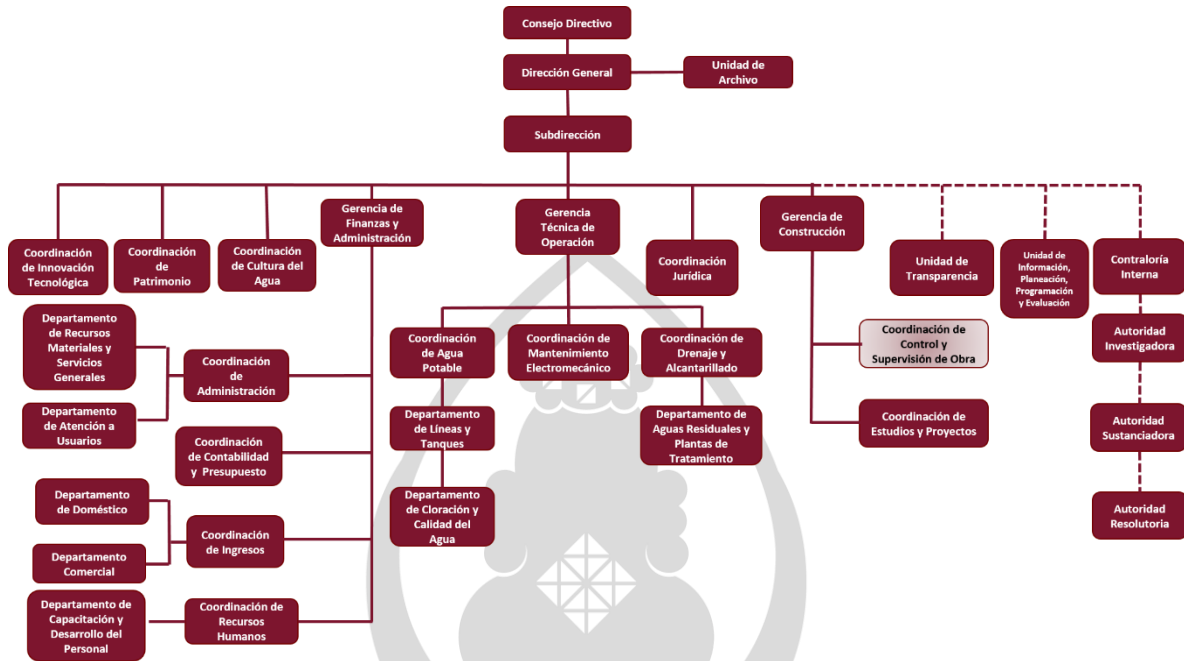 Consejo Directivo
Dirección General
Unidad de
Archivo
Subdirección
Coordinación
de Innovación
Tecnológica
Coordinación
de
Patrimonio
Coordinación
de Cultura del
Agua
Gerencia de
Finanzas y
Administración
Gerencia
Técnica de
Operación
Coordinación
Jurídica
Gerencia de
Construcción
Unidad de
Transparencia
Unidad de
Información,
Planeación,
Programación
y Evaluación
Contraloría
Interna
Departamento
de Recursos
Materiales y
Servicios
Generales
Departamento
de Atención a
Usuarios
Coordinación
de
Administración
Coordinación
de Contabilidad
y Presupuesto
Departamento
de Doméstico
Departamento
Comercial
Coordinación
de Ingresos
Departamento de
Capacitación y
Desarrollo del
Personal
Coordinación de
Recursos
Humanos
Coordinación
de Agua
Potable
Coordinación de
Mantenimiento
Electromecánico
Coordinación de
Drenaje y
Alcantarillado
Departamento
de Líneas y
Tanques
Departamento
de Cloración y
Calidad del
Agua
Departamento de
Aguas Residuales y
Plantas de
Tratamiento
Coordinación de
Control y
Supervisión de Obra
Coordinación de
Estudios y Proyectos
Autoridad
Investigadora
Autoridad
Sustanciadora
Autoridad
Resolutoria